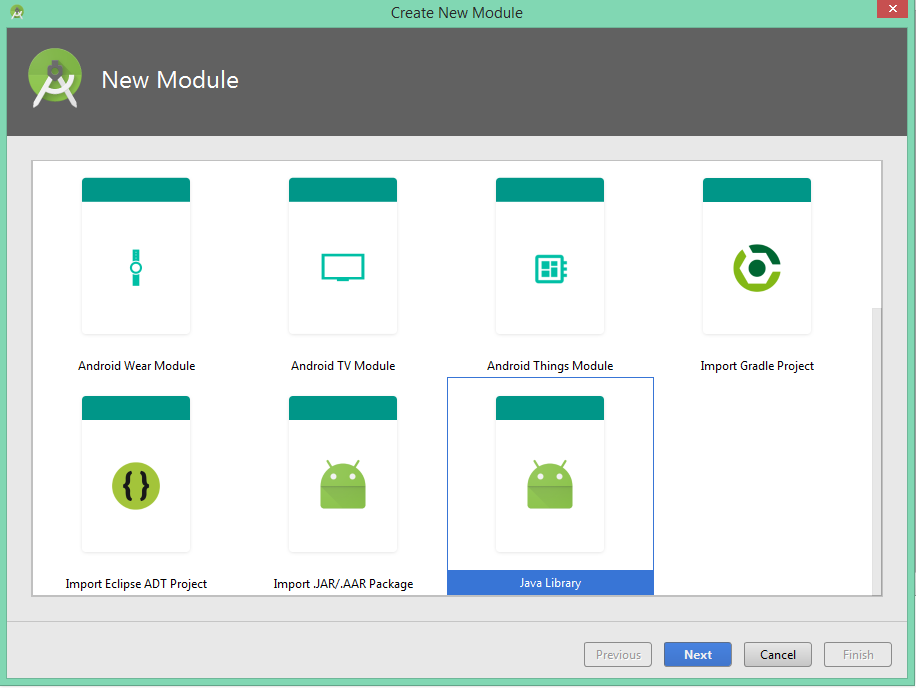 Create New Module
New Module
Android Wear Module
Android TV Module
Android Things Module
Import Gradle Project
Import Eclipse ADT Project
Import .JAR/.AAR Package
Java Library
Previous
Next
Cancel
Finish